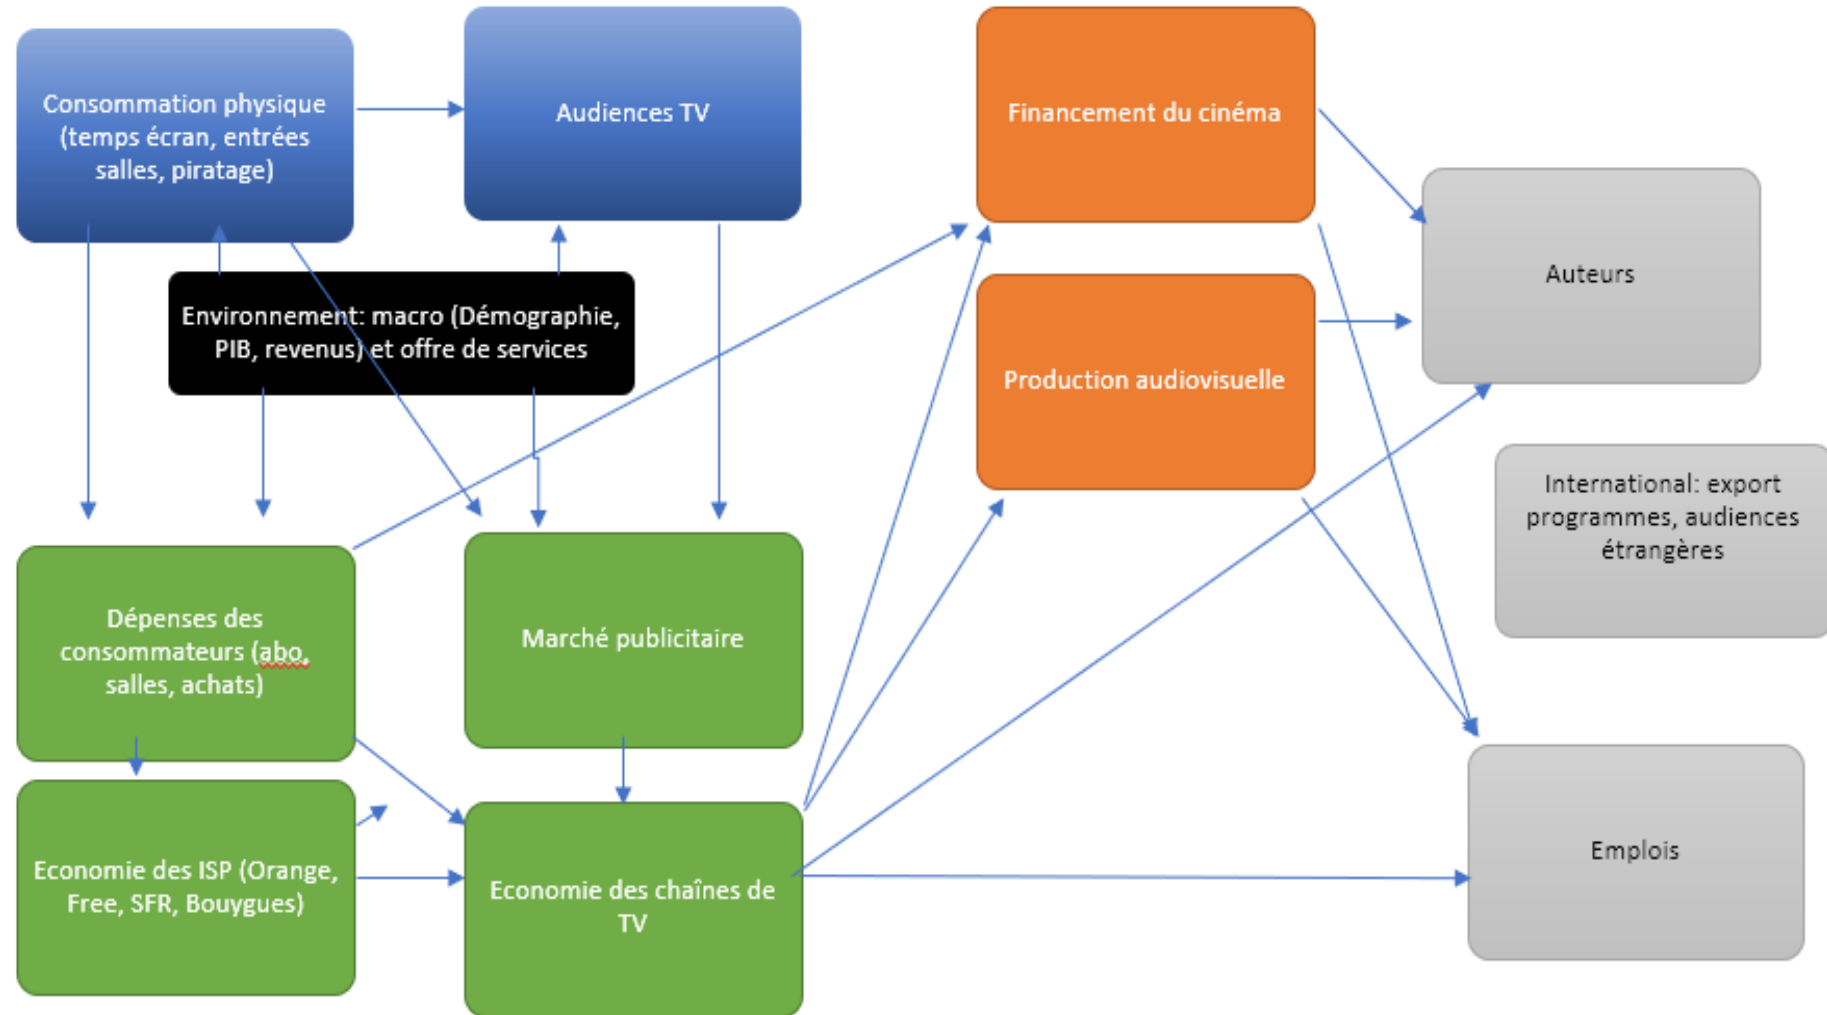 Consommation physique
(temps écran, entrées
salles, piratage)
Audiences TV
Financement du cinéma
Auteurs
Environnement: macro (Démographie,
PIB, revenus) et offre de services
Production audiovisuelle
International: export
programmes, audiences
étrangères
Dépenses des
consommateurs (abo,
salles, achats)
Marché publicitaire
Economie des ISP (Orange,
Free, SFR, Bouygues)
Economie des chaînes de
TV
Emplois